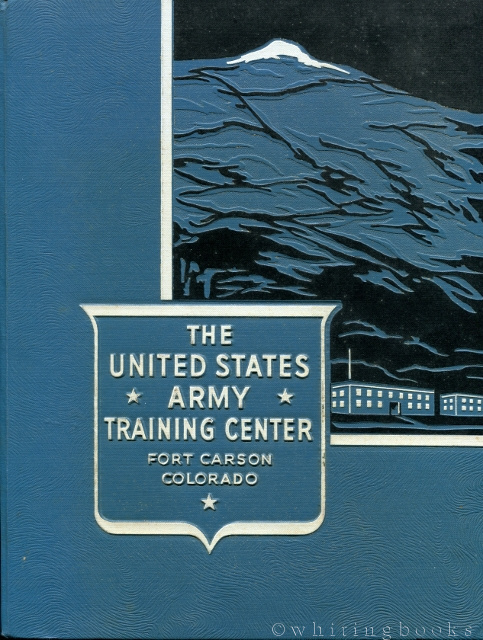 THE
UNITED STATES
ARMY
TRAINING CENTER
FORT CARSON
COLORADO
©whitingbooks